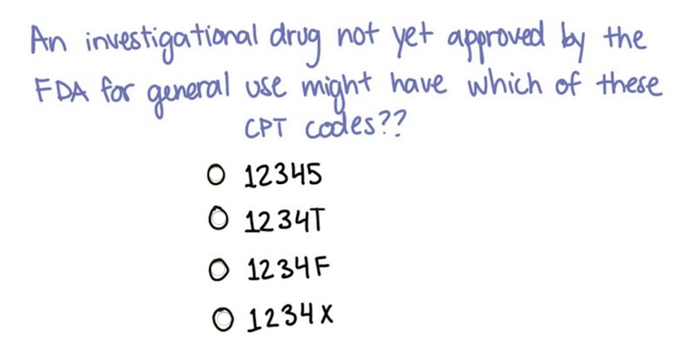 An investigational drug not yet approved by the
FDA for general use might have which of these
CPT codes??
12345
1234T
1234F
1234X